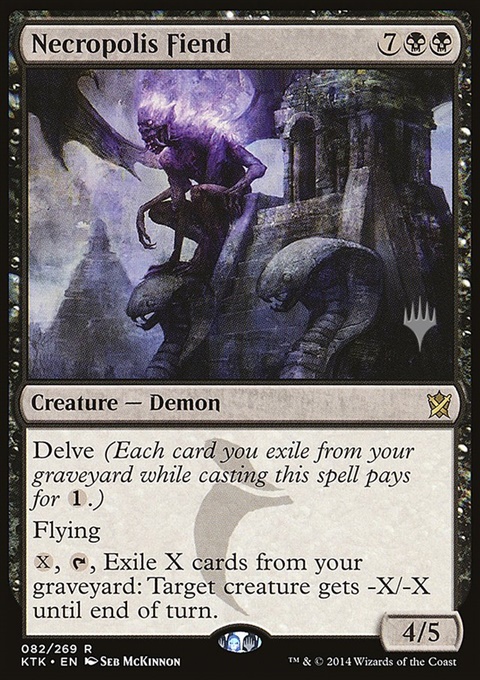 Necropolis Fiend 7
Creature — Demon
Delve (Each card you exile from your
graveyard while casting this spell pays
for 1.)
Flying
X, , Exile X cards from your
graveyard: Target creature gets -X/-X
until end of turn.
4/5
082/269 R
KTK • EN Seb McKinnon
™ & © 2014 Wizards of the Coast